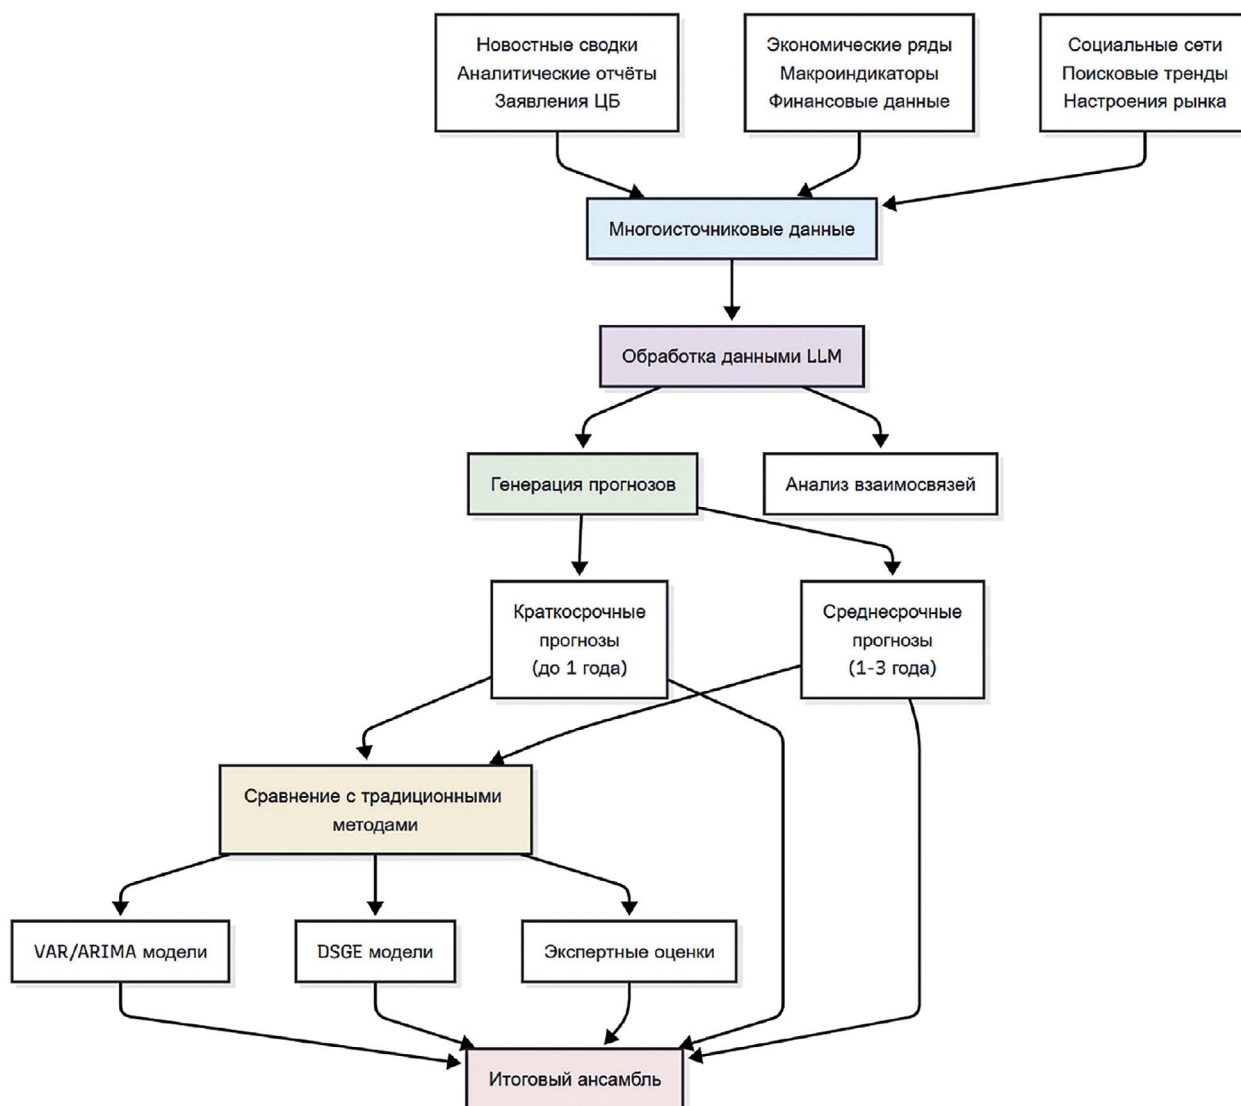 Новостные сводки
Аналитические отчёты
Заявления ЦБ
Экономические ряды
Макроиндикаторы
Финансовые данные
Социальные сети
Поисковые тренды
Настроения рынка
Многоисточниковые данные
Обработка данными LLM
Генерация прогнозов
Анализ взаимосвязей
Краткосрочные
прогнозы
(до 1 года)
Среднесрочные
прогнозы
(1-3 года)
Сравнение с традиционными
методами
VAR/ARIMA модели
DSGE модели
Экспертные оценки
Итоговый ансамбль